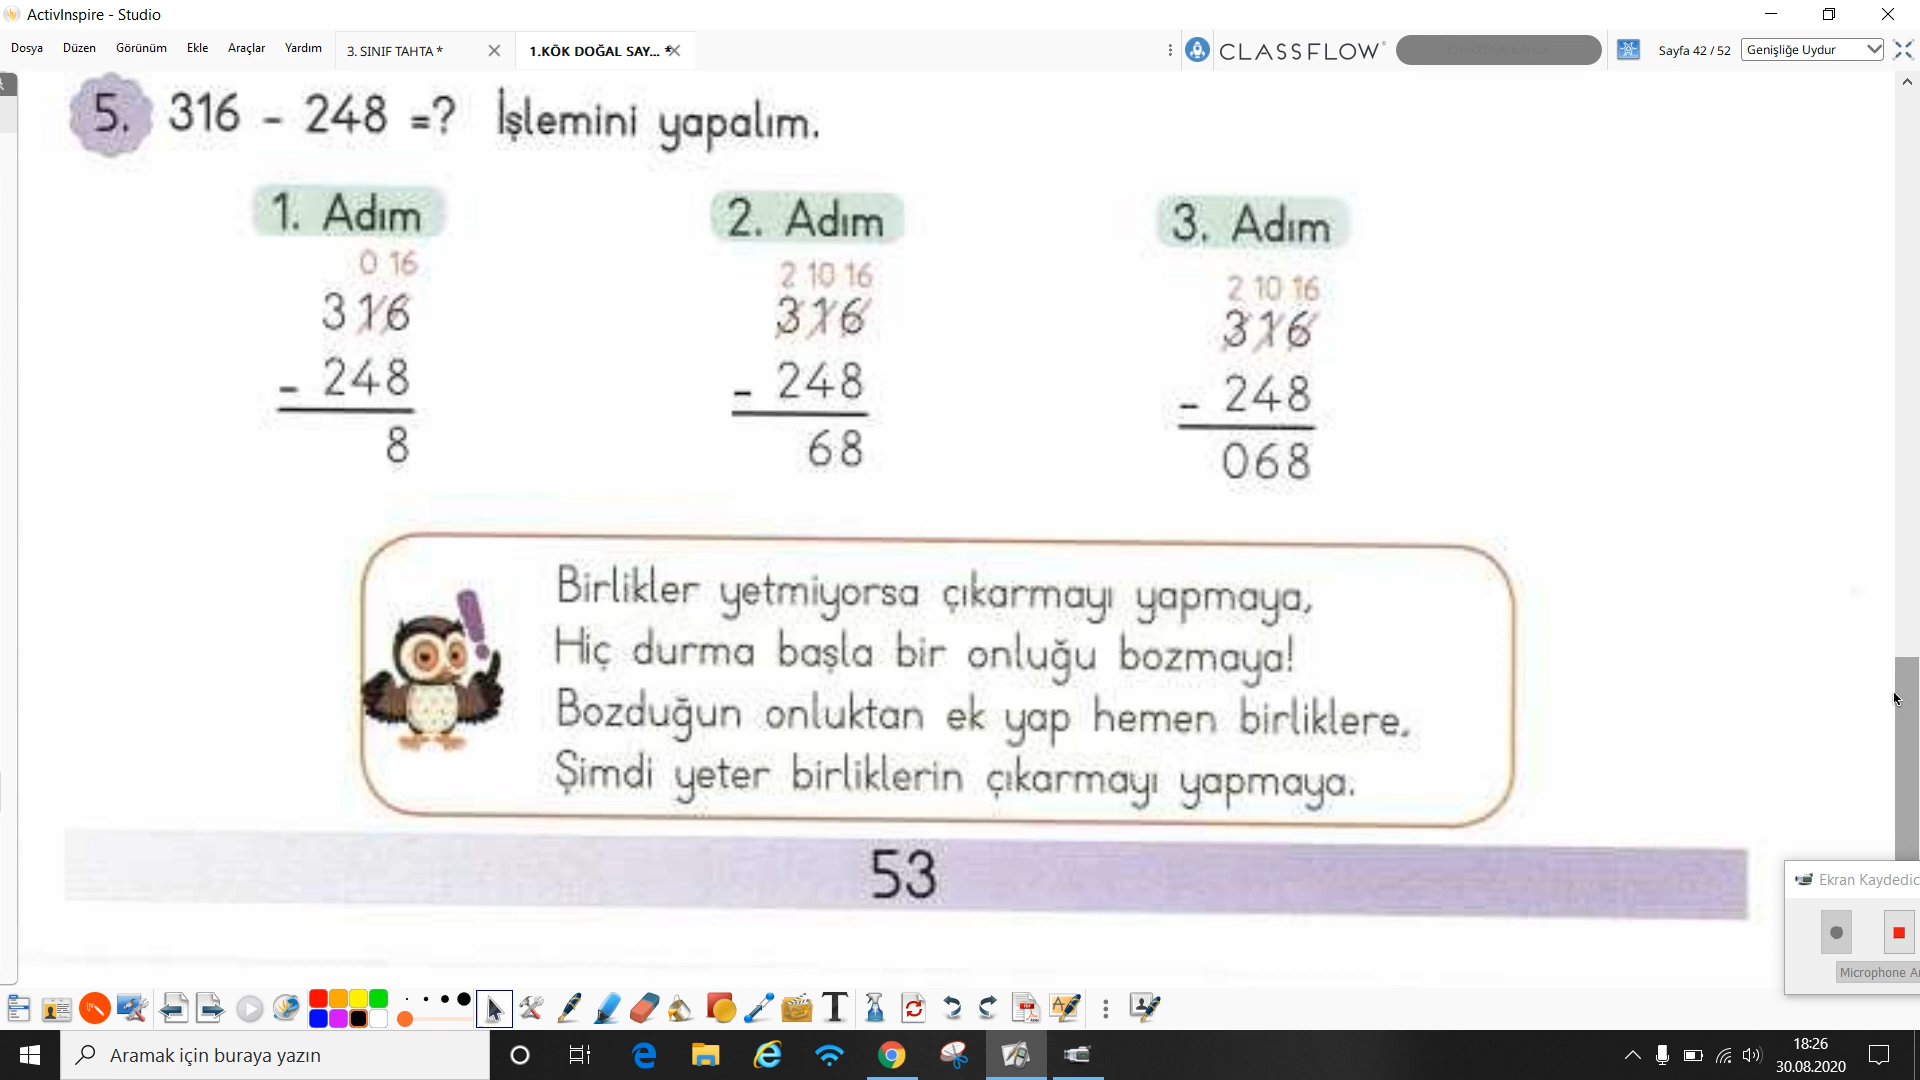 ActivInspire - Studio
Dosya Düzen Görünüm Ekle Araçlar Yardım 3. SINIF TAHTA * 1.KÖK DOĞAL SAY... * CLASSFLOW Sayfa 42 / 52 Genişliğe Uydur
5. 316 - 248 =? İşlemini yapalım.
1. Adım 2. Adım 3. Adım
0 16 2 10 16 2 10 16
316 316 316
- 248 - 248 - 248
8 68 068
Birlikler yetmiyorsa çıkarmayı yapmaya,
Hiç durma başla bir onluğu bozmaya!
Bozduğun onluktan ek yap hemen birliklere,
Şimdi yeter birliklerin çıkarmayı yapmaya.
53
Ekran Kaydedic
Microphone
Aramak için buraya yazın
18:26
30.08.2020